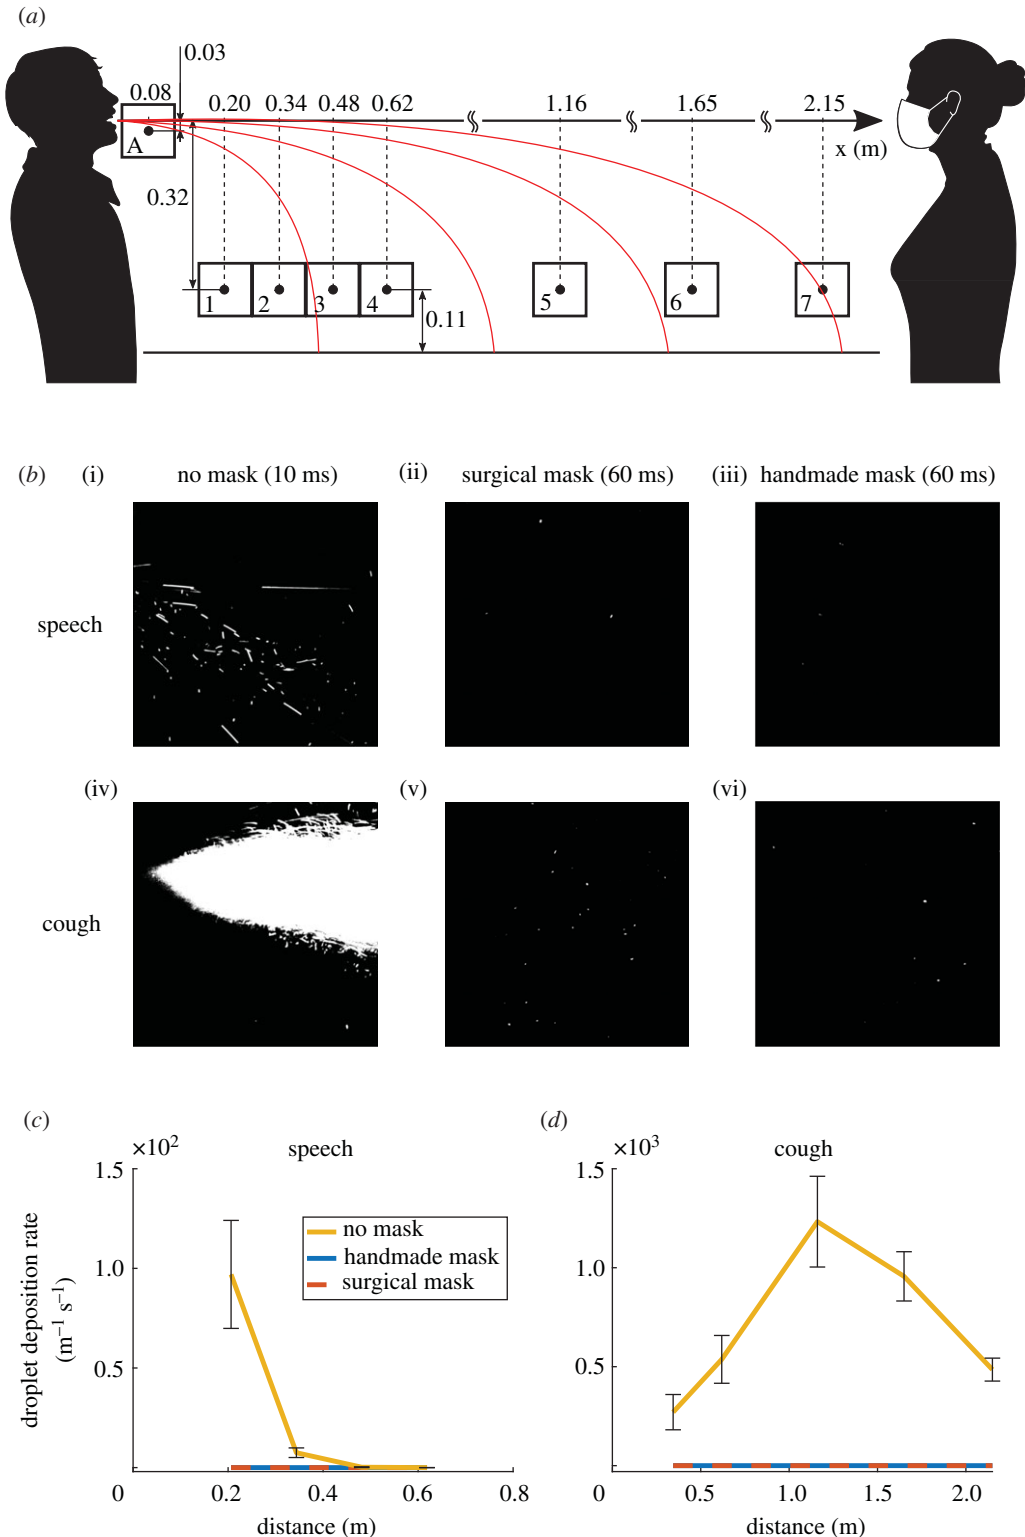 (a)
0.03
0.08 0.20 0.34 0.48 0.62 1.16 1.65 2.15
A
x (m)
0.32
1 2 3 4 5 6 7
0.11
(b) (i) no mask (10 ms) (ii) surgical mask (60 ms) (iii) handmade mask (60 ms)
speech
(iv) (v) (vi)
cough
(c)
×10²
speech
1.5
1.0
0.5
droplet deposition rate
(m⁻¹ s⁻¹)
no mask
handmade mask
surgical mask
0 0.2 0.4 0.6 0.8
distance (m)
(d)
×10³
cough
1.5
1.0
0.5
0 0.5 1.0 1.5 2.0
distance (m)